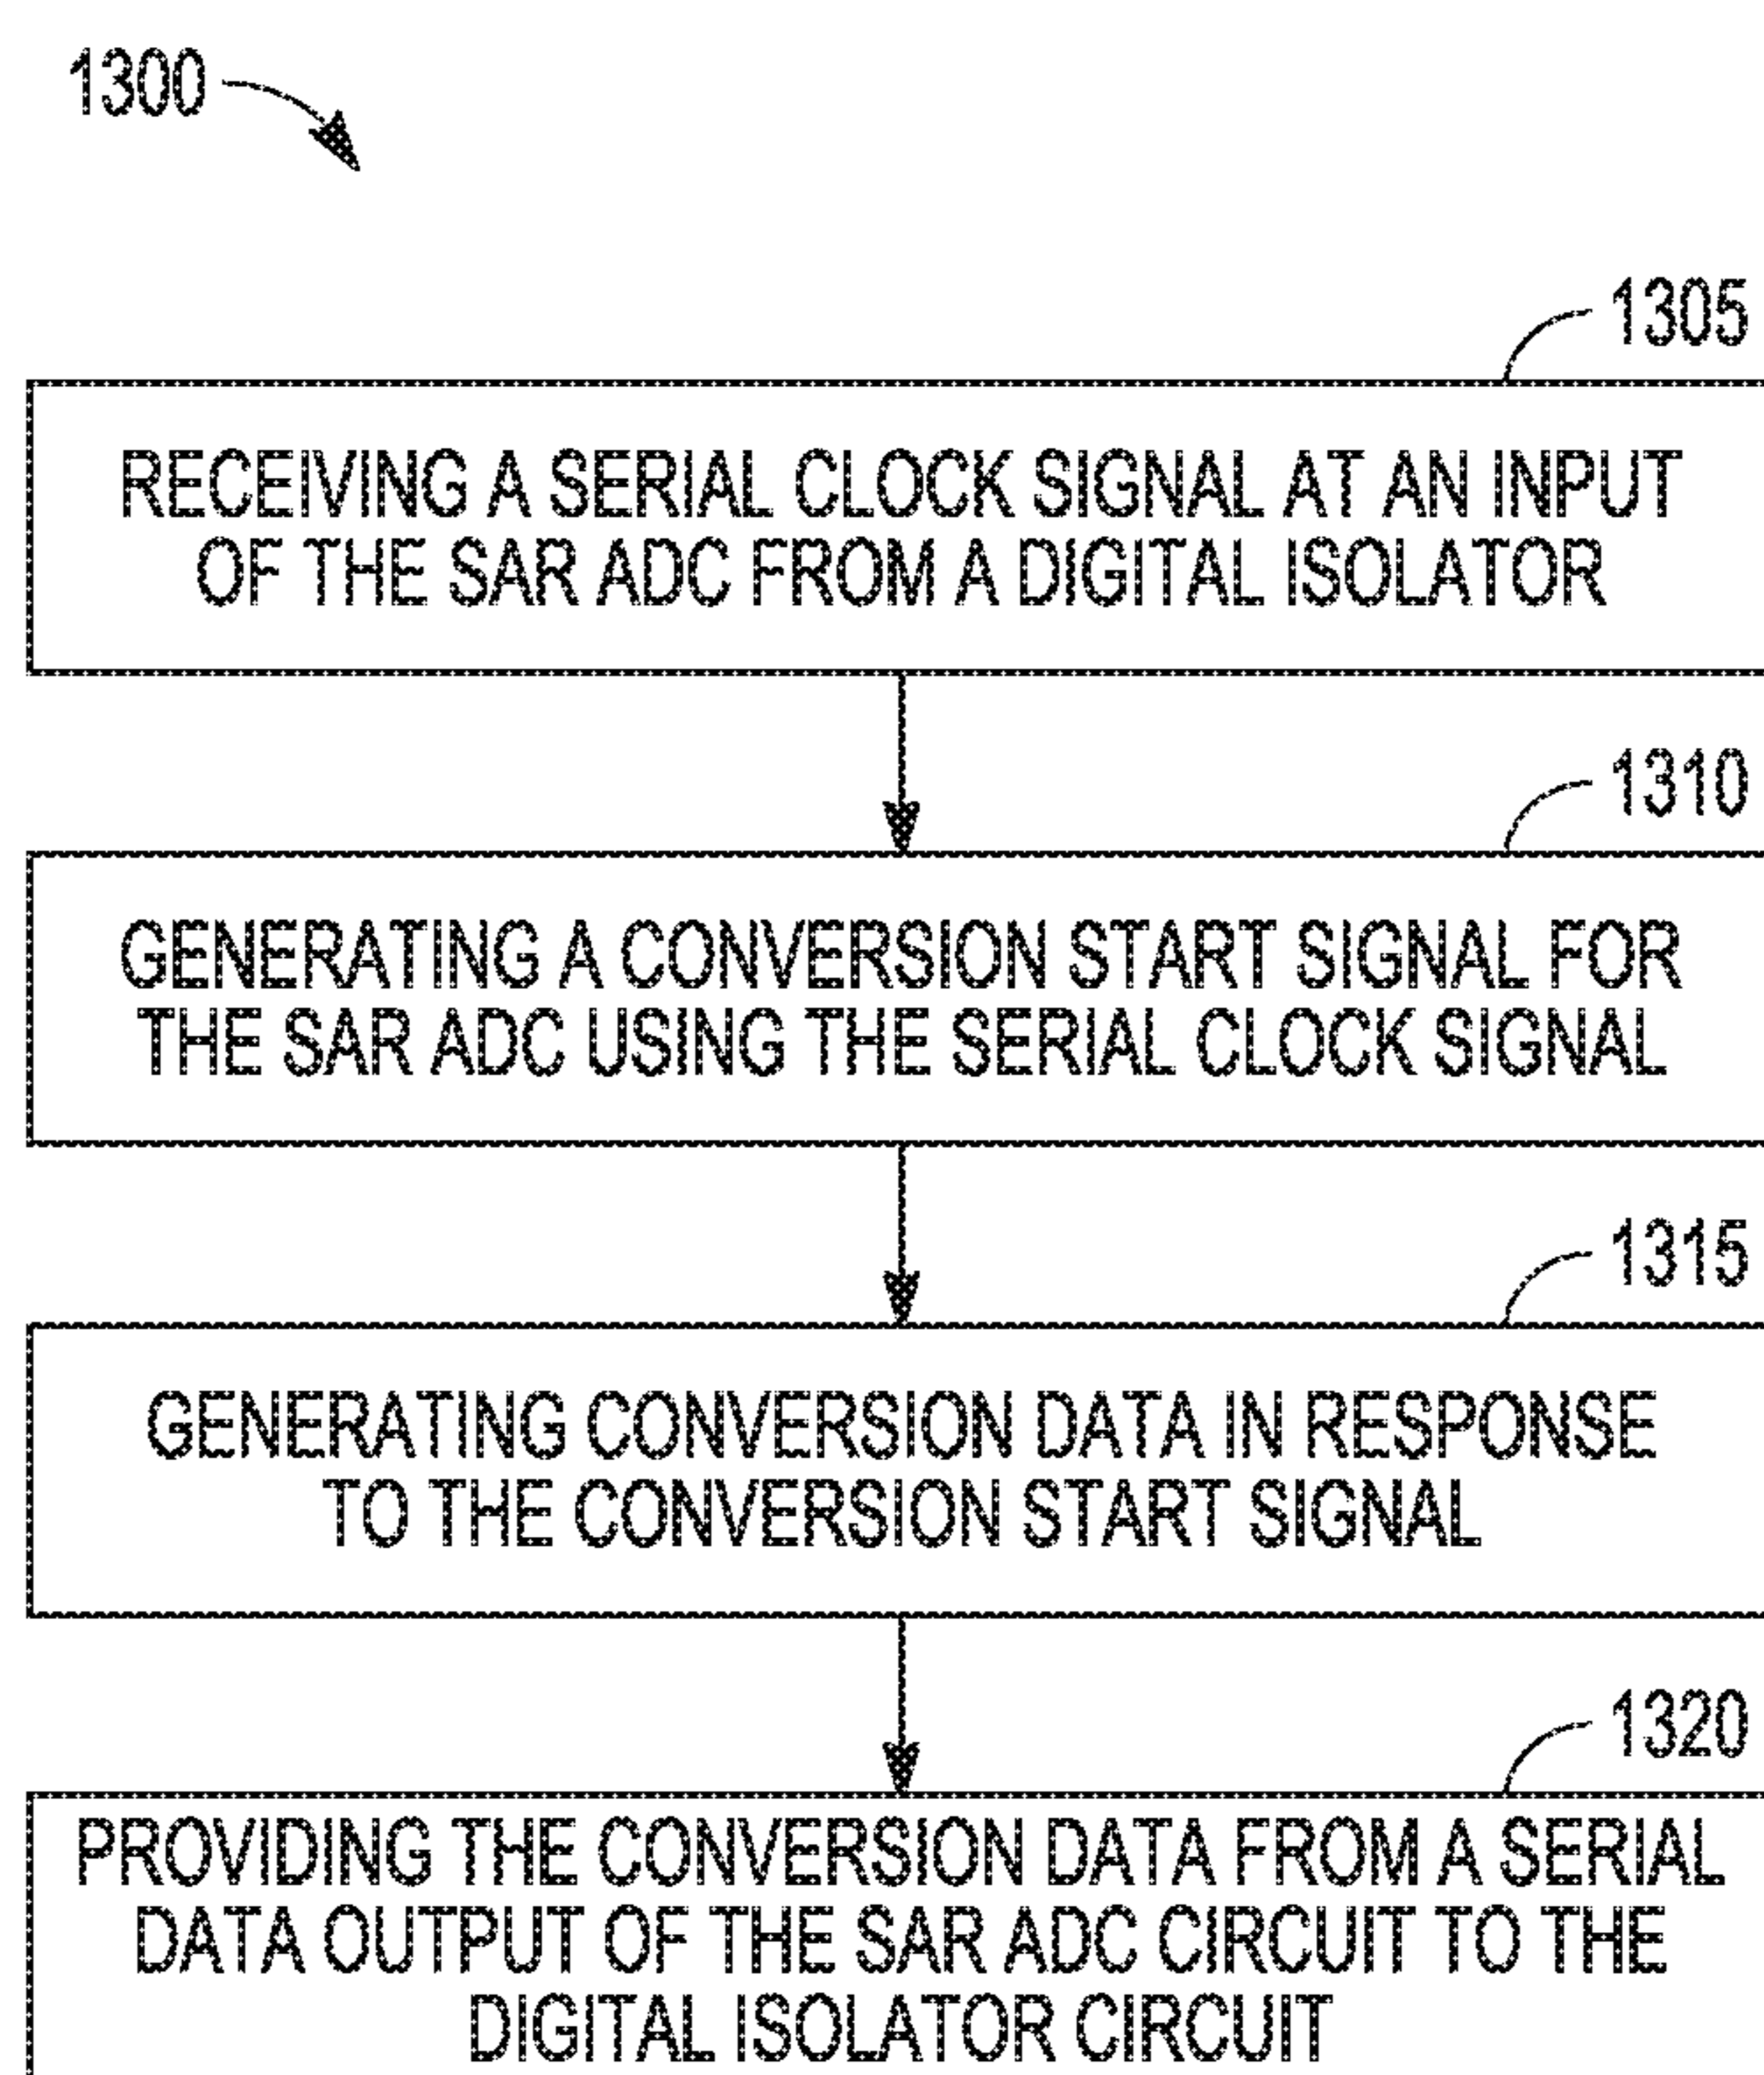 1300
1305
RECEIVING A SERIAL CLOCK SIGNAL AT AN INPUT
OF THE SAR ADC FROM A DIGITAL ISOLATOR
1310
GENERATING A CONVERSION START SIGNAL FOR
THE SAR ADC USING THE SERIAL CLOCK SIGNAL
1315
GENERATING CONVERSION DATA IN RESPONSE
TO THE CONVERSION START SIGNAL
1320
PROVIDING THE CONVERSION DATA FROM A SERIAL
DATA OUTPUT OF THE SAR ADC CIRCUIT TO THE
DIGITAL ISOLATOR CIRCUIT